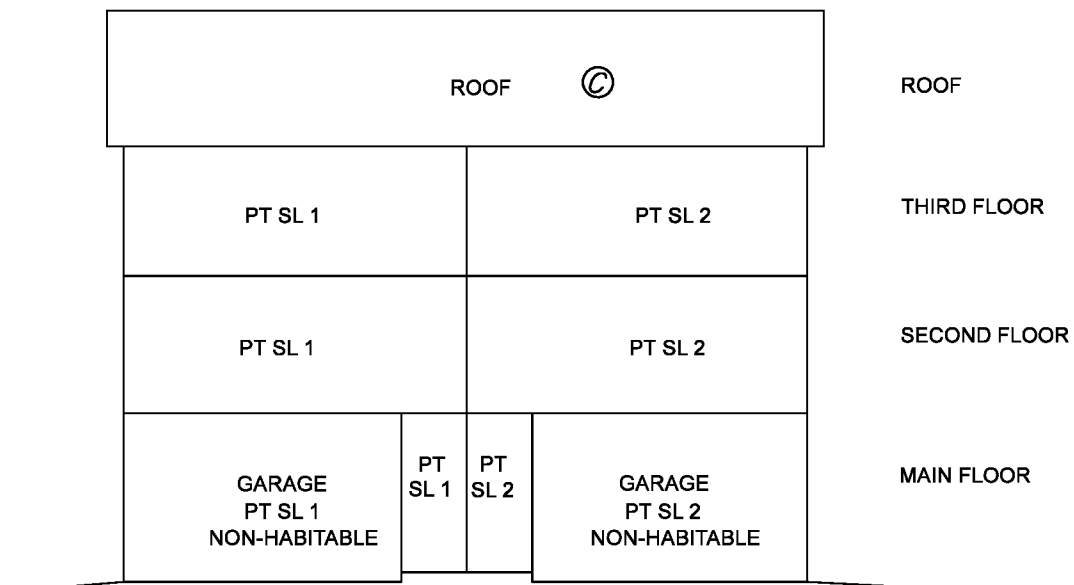 ROOF © ROOF
PT SL 1 PT SL 2 THIRD FLOOR
PT SL 1 PT SL 2 SECOND FLOOR
GARAGE
PT SL 1
NON-HABITABLE
PT
SL 1
PT
SL 2
GARAGE
PT SL 2
NON-HABITABLE
MAIN FLOOR